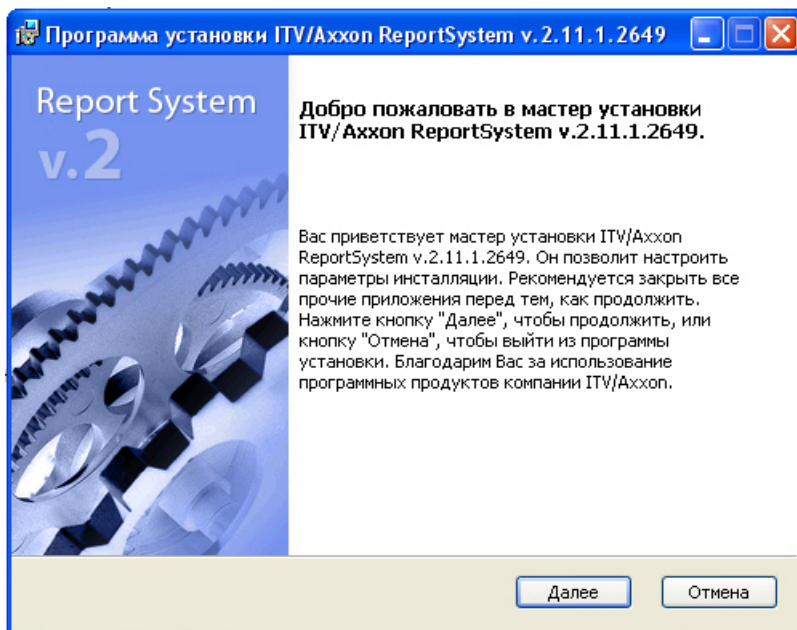 Программа установки ITV/Axxon ReportSystem v.2.11.1.2649
Report System
v.2
Добро пожаловать в мастер установки
ITV/Axxon ReportSystem v.2.11.1.2649.
Вас приветствует мастер установки ITV/Axxon
ReportSystem v.2.11.1.2649. Он позволит настроить
параметры инсталляции. Рекомендуется закрыть все
прочие приложения перед тем, как продолжить.
Нажмите кнопку "Далее", чтобы продолжить, или
кнопку "Отмена", чтобы выйти из программы
установки. Благодарим Вас за использование
программных продуктов компании ITV/Axxon.
Далее
Отмена